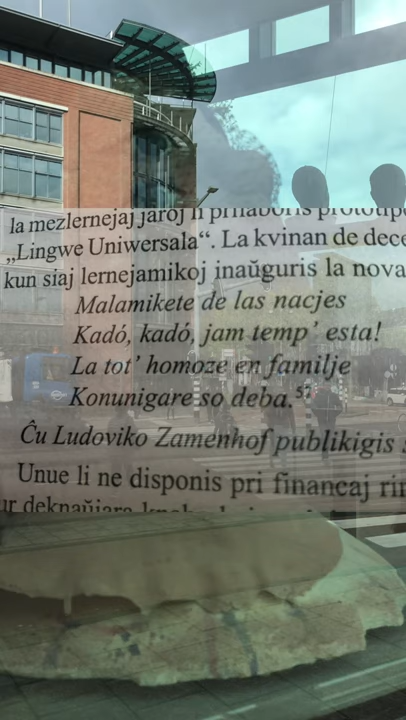 la mezlernejaj jaroj li prilaboris
„Lingwe Uniwersala“. La kvinan de
kun siaj lernejamikoj inaŭguris la nova
Malamikete de las nacjes
Kadó, kadó, jam temp’ esta!
La tot’ homoze en familje
Konunigare so deba.⁵⁾
Ĉu Ludoviko Zamenhof publikigis
Unue li ne disponis pri financaj